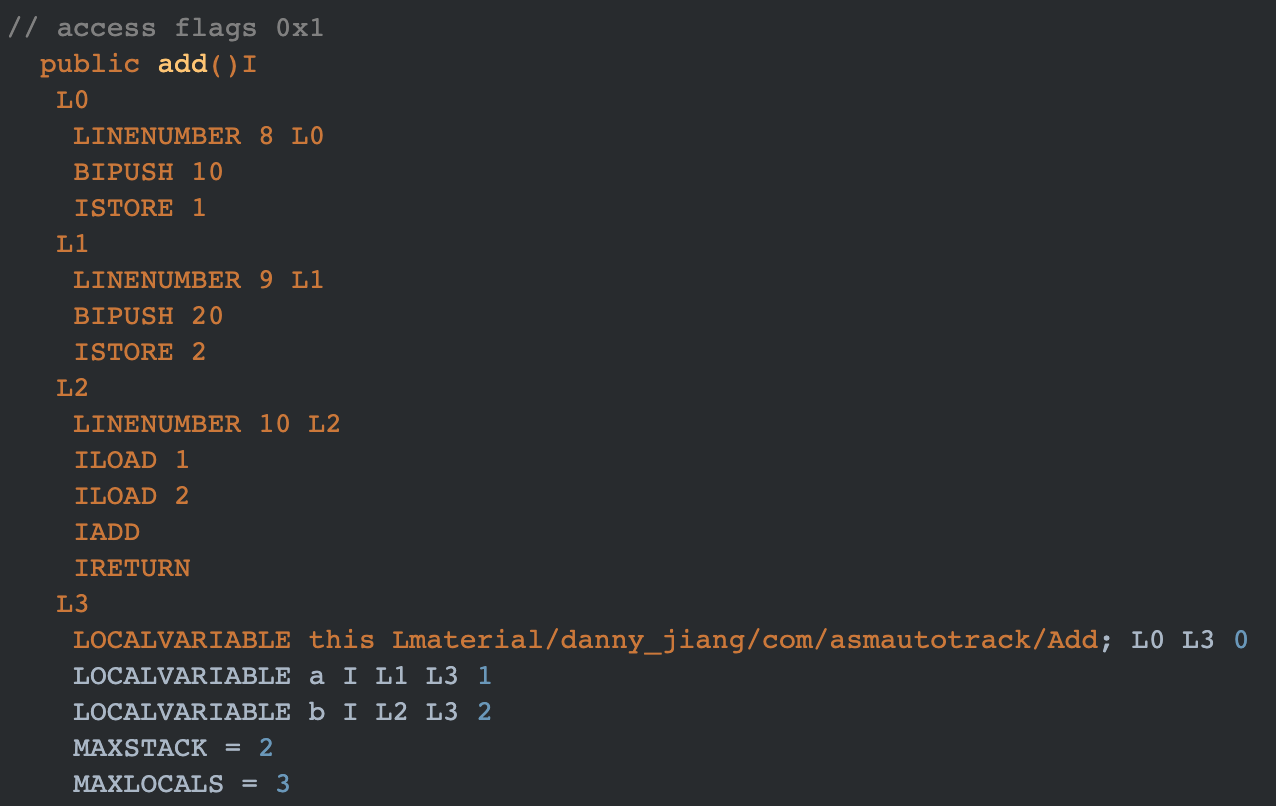 // access flags 0x1
public add()I
L0
LINENUMBER 8 L0
BIPUSH 10
ISTORE 1
L1
LINENUMBER 9 L1
BIPUSH 20
ISTORE 2
L2
LINENUMBER 10 L2
ILOAD 1
ILOAD 2
IADD
IRETURN
L3
LOCALVARIABLE this Lmaterial/danny_jiang/com/asmautotrack/Add; L0 L3 0
LOCALVARIABLE a I L1 L3 1
LOCALVARIABLE b I L2 L3 2
MAXSTACK = 2
MAXLOCALS = 3